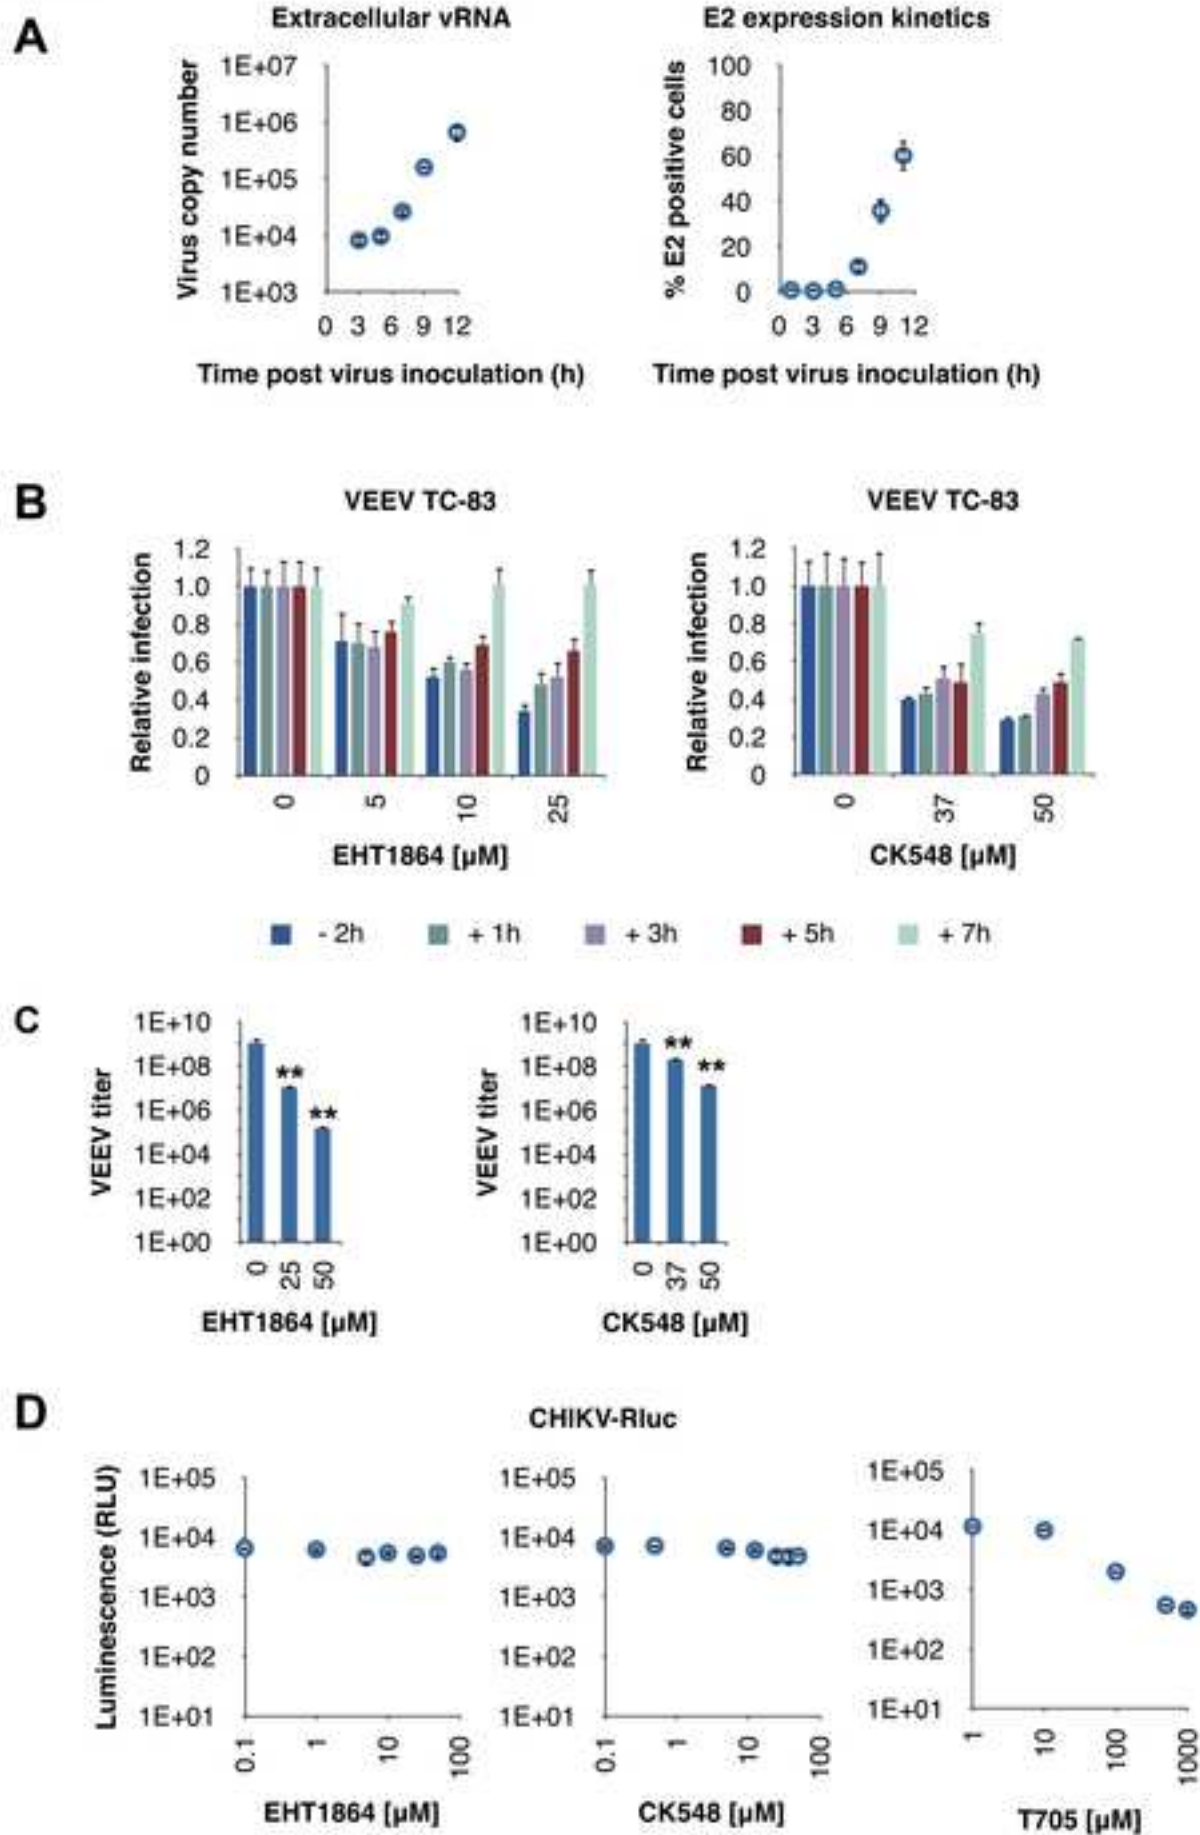 A
Extracellular vRNA
E2 expression kinetics
Virus copy number
1E+07
1E+06
1E+05
1E+04
1E+03
0 3 6 9 12
Time post virus inoculation (h)
% E2 positive cells
100
80
60
40
20
0
0 3 6 9 12
Time post virus inoculation (h)
B
VEEV TC-83
Relative infection
1.2
1.0
0.8
0.6
0.4
0.2
0
0 5 10 25
EHT1864 [µM]
VEEV TC-83
Relative infection
1.2
1.0
0.8
0.6
0.4
0.2
0
0 37 50
CK548 [µM]
- 2h + 1h + 3h + 5h + 7h
C
VEEV titer
1E+10
1E+08
1E+06
1E+04
1E+02
1E+00
**
**
0 25 50
EHT1864 [µM]
VEEV titer
1E+10
1E+08
1E+06
1E+04
1E+02
1E+00
**
**
0 37 50
CK548 [µM]
D
CHIKV-Rluc
Luminescence (RLU)
1E+05
1E+04
1E+03
1E+02
1E+01
0.1 1 10 100
EHT1864 [µM]
1E+05
1E+04
1E+03
1E+02
1E+01
0.1 1 10 100
CK548 [µM]
1E+05
1E+04
1E+03
1E+02
1E+01
1 10 100 1000
T705 [µM]